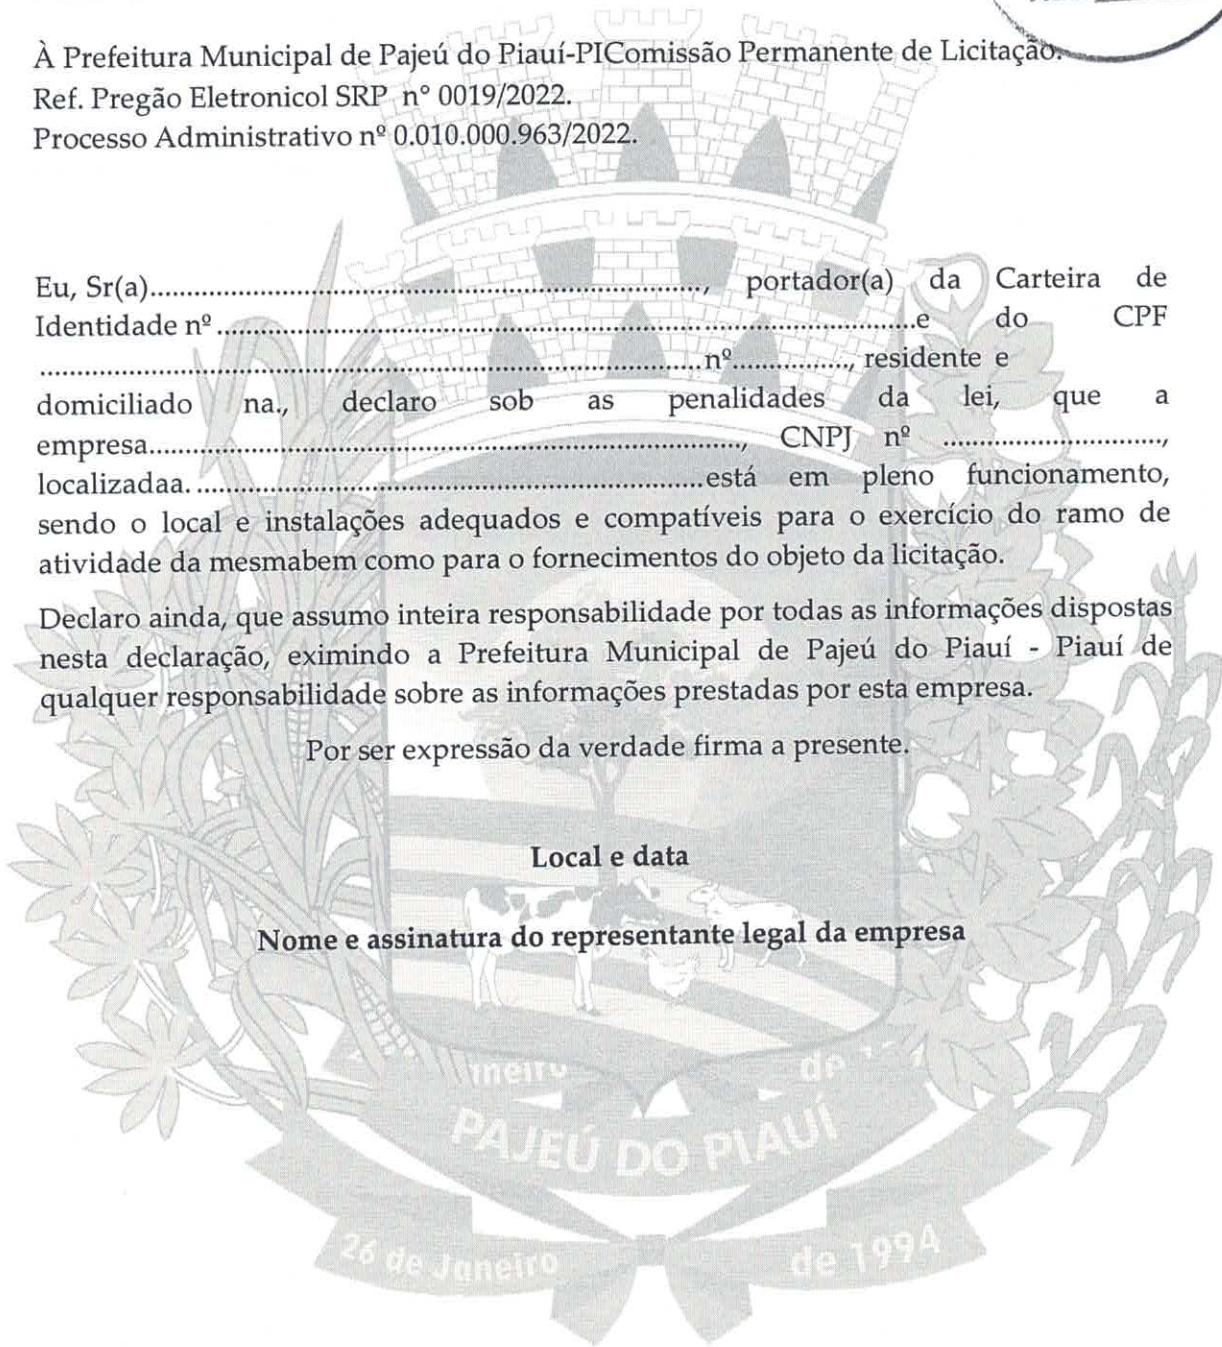 À Prefeitura Municipal de Pajeú do Piauí-PIComissão Permanente de Licitação.
Ref. Pregão Eletronicol SRP n° 0019/2022.
Processo Administrativo nº 0.010.000.963/2022.
Eu, Sr(a)..........................................................................., portador(a) da Carteira de
Identidade nº ...............................................................................................e do CPF
..........................................................................................nº................, residente e
domiciliado na., declaro sob as penalidades da lei, que a
empresa................................................................................, CNPJ nº ..............................,
localizadaa. .....................................................................está em pleno funcionamento,
sendo o local e instalações adequados e compatíveis para o exercício do ramo de
atividade da mesmabem como para o fornecimentos do objeto da licitação.
Declaro ainda, que assumo inteira responsabilidade por todas as informações dispostas
nesta declaração, eximindo a Prefeitura Municipal de Pajeú do Piauí - Piauí de
qualquer responsabilidade sobre as informações prestadas por esta empresa.
Por ser expressão da verdade firma a presente.
Local e data
Nome e assinatura do representante legal da empresa
PAJEÚ DO PIAUÍ
26 de Janeiro de 1994